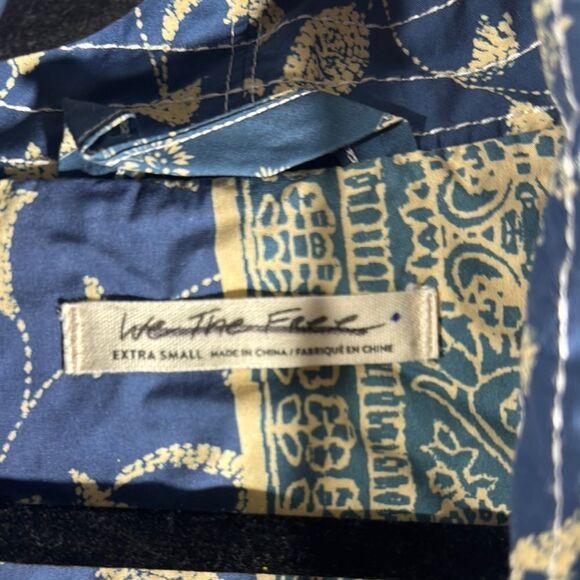 We The Free
EXTRA SMALL MADE IN CHINA / FABRIQUÉ EN CHINE